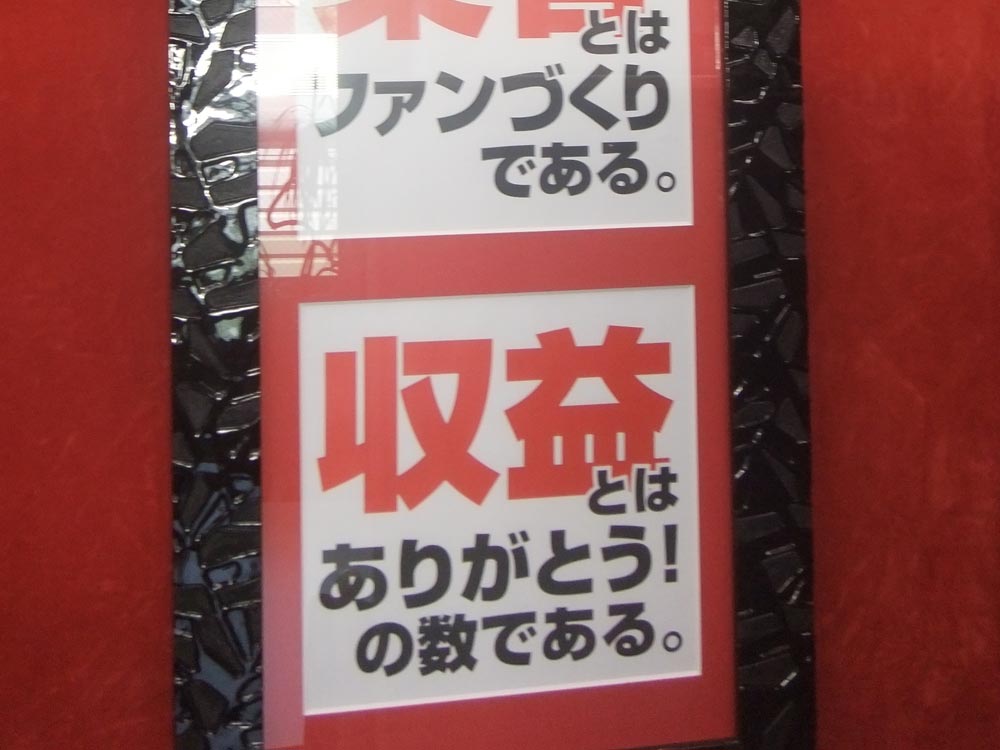 とは
ファンづくり
である。
収益
とは
ありがとう!
の数である。